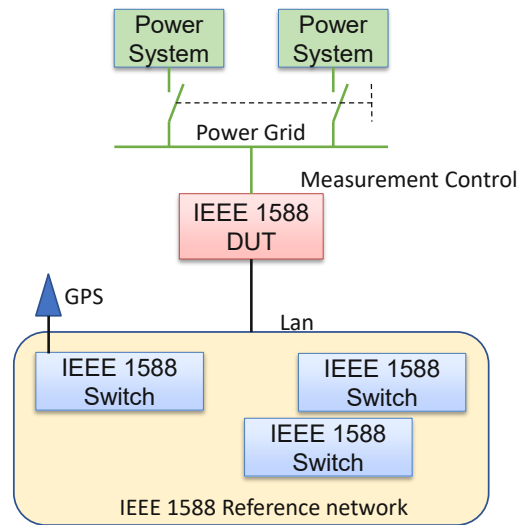 Power
System
Power
System
Power Grid
Measurement Control
IEEE 1588
DUT
GPS
Lan
IEEE 1588
Switch
IEEE 1588
Switch
IEEE 1588
Switch
IEEE 1588 Reference network